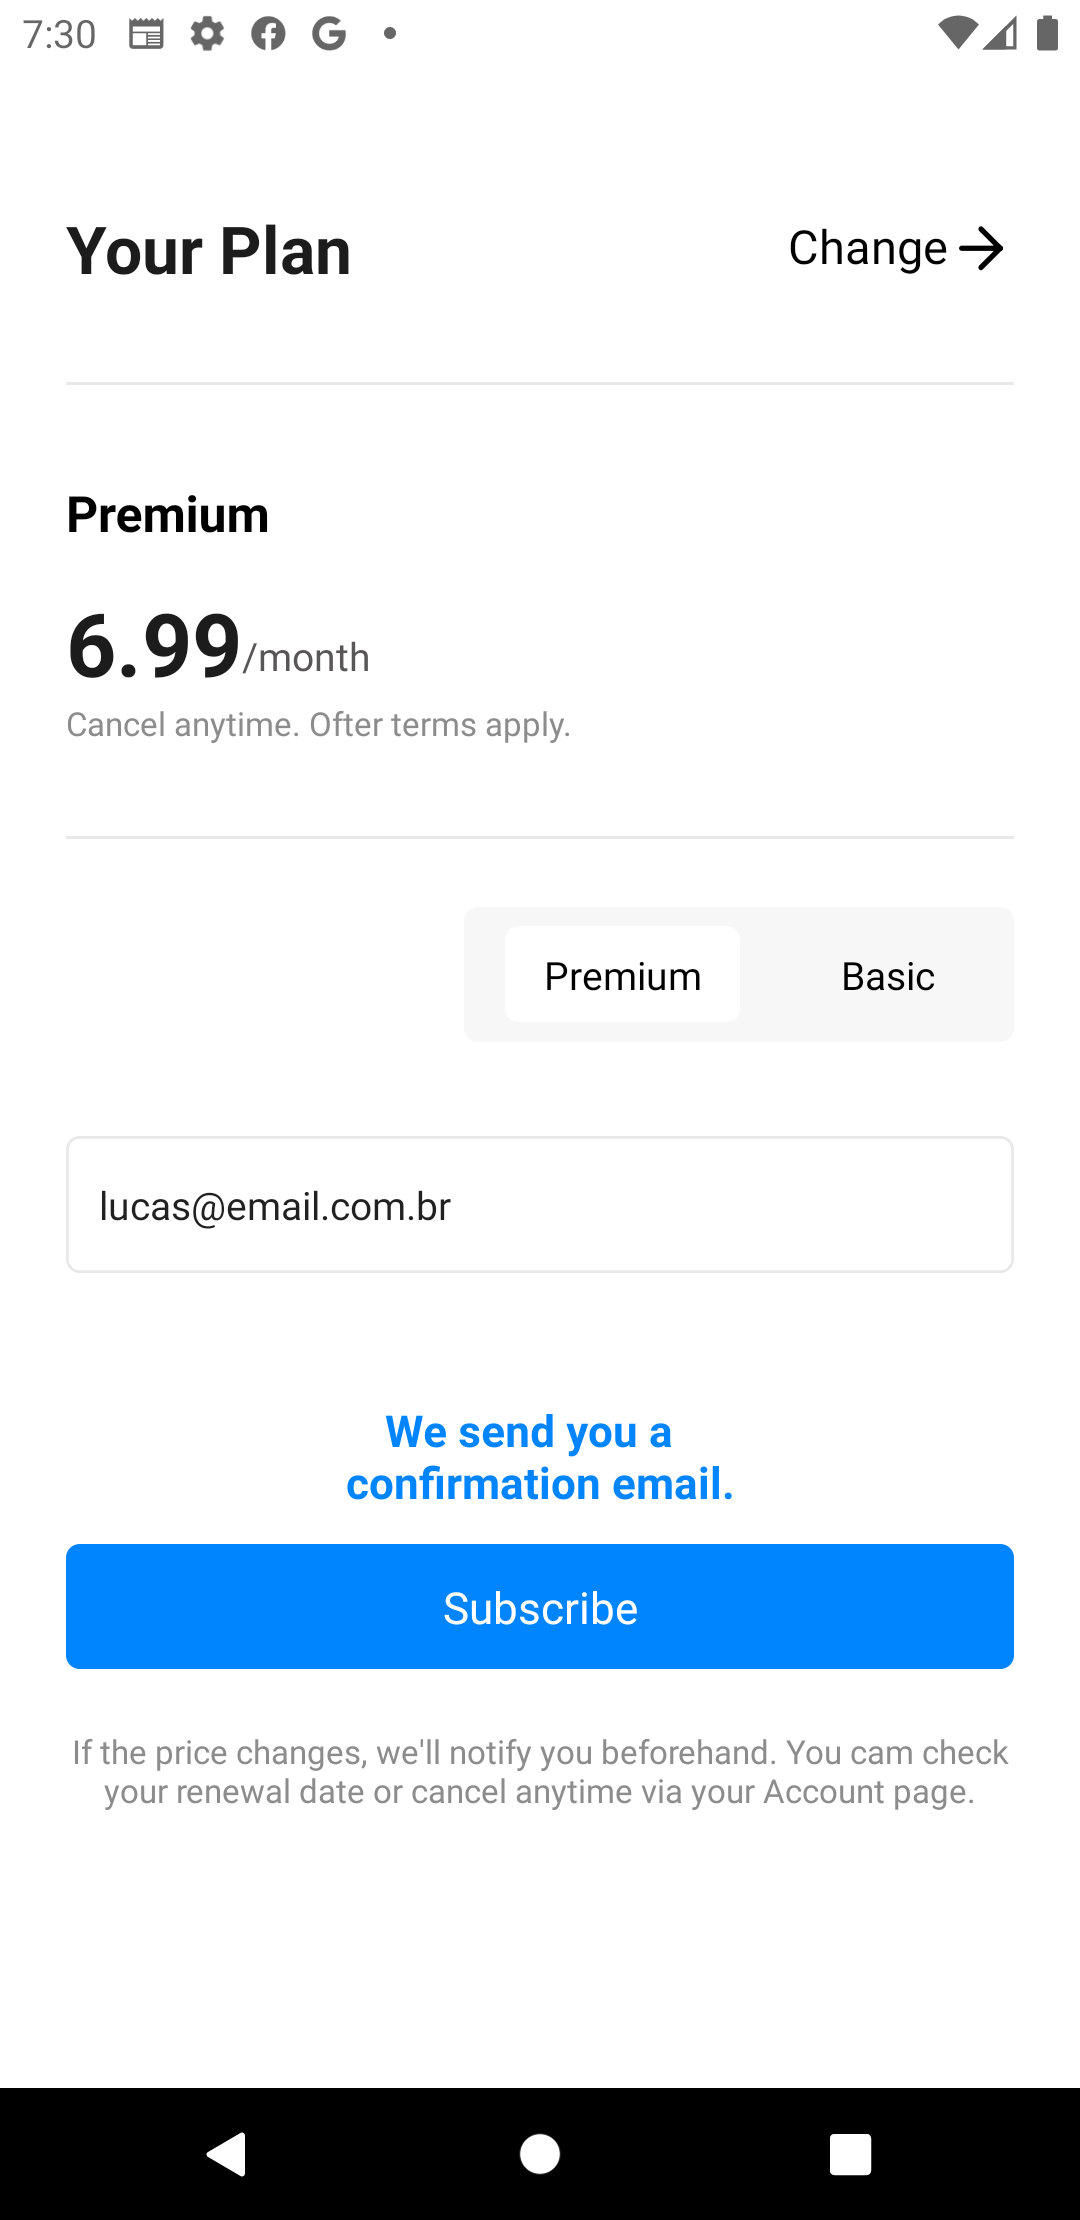 7:30
Your Plan
Change
Premium
6.99/month
Cancel anytime. Ofter terms apply.
Premium
Basic
lucas@email.com.br
We send you a
confirmation email.
Subscribe
If the price changes, we'll notify you beforehand. You cam check
your renewal date or cancel anytime via your Account page.